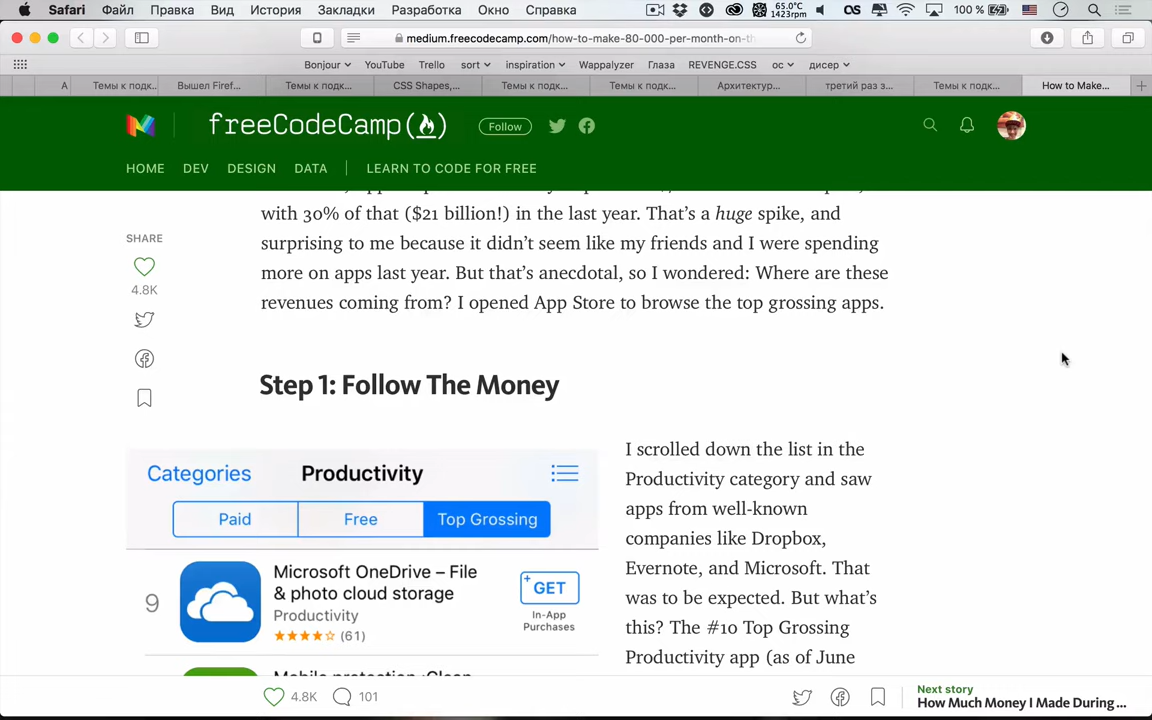 Safari Файл Правка Вид История Закладки Разработка Окно Справка 65.0°C 1423rpm 100 %
medium.freecodecamp.com/how-to-make-80-000-per-month-on-th
Bonjour YouTube Trello sort inspiration Wappalyzer Глаза REVENGE.CSS ос дисер
А Темы к подк... Вышел Firef... Темы к подк... CSS Shapes,... Темы к подк... Темы к подк... Архитектур... третий раз з... Темы к подк... How to Make...
freeCodeCamp Follow
HOME DEV DESIGN DATA LEARN TO CODE FOR FREE
with 30% of that ($21 billion!) in the last year. That’s a huge spike, and
surprising to me because it didn’t seem like my friends and I were spending
more on apps last year. But that’s anecdotal, so I wondered: Where are these
revenues coming from? I opened App Store to browse the top grossing apps.
SHARE
4.8K
Step 1: Follow The Money
Categories Productivity
Paid Free Top Grossing
9
Microsoft OneDrive – File
& photo cloud storage
Productivity
(61)
GET
In-App
Purchases
I scrolled down the list in the
Productivity category and saw
apps from well-known
companies like Dropbox,
Evernote, and Microsoft. That
was to be expected. But what’s
this? The #10 Top Grossing
Productivity app (as of June
4.8K 101
Next story
How Much Money I Made During ...